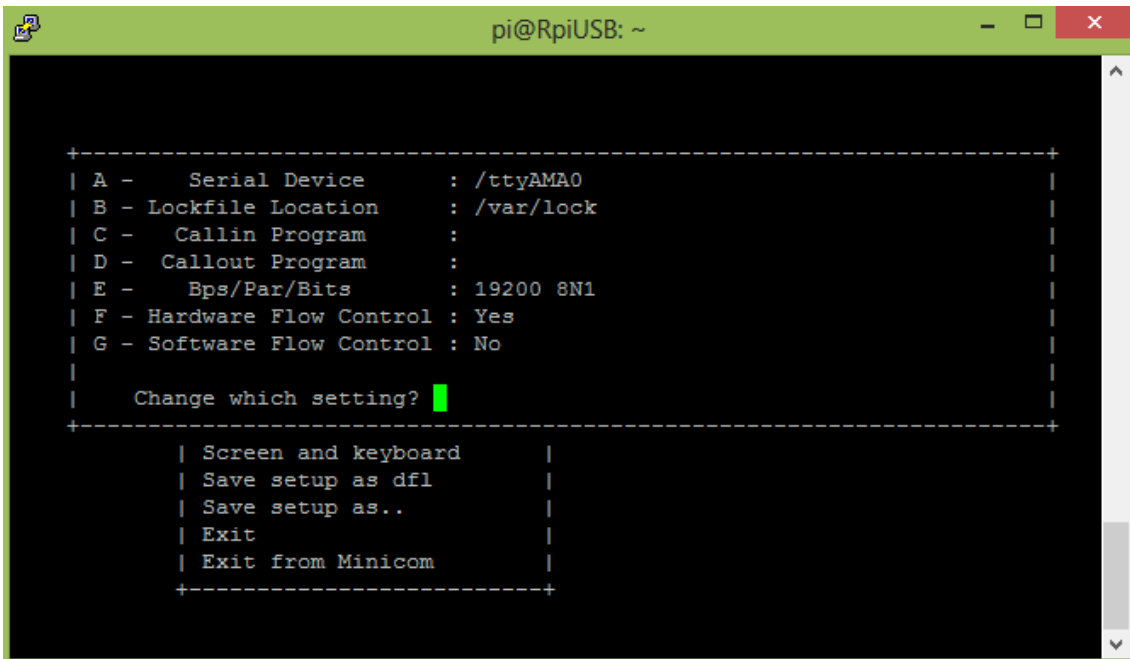 pi@RpiUSB: ~
+-----------------------------------------------------------------------+
| A -    Serial Device      : /ttyAMA0                                  |
| B - Lockfile Location     : /var/lock                                 |
| C -   Callin Program      :                                           |
| D -  Callout Program      :                                           |
| E -    Bps/Par/Bits       : 19200 8N1                                 |
| F - Hardware Flow Control : Yes                                       |
| G - Software Flow Control : No                                        |
|                                                                       |
|    Change which setting?                                              |
+-----------------------------------------------------------------------+
| Screen and keyboard      |
| Save setup as dfl        |
| Save setup as..          |
| Exit                     |
| Exit from Minicom        |
+--------------------------+